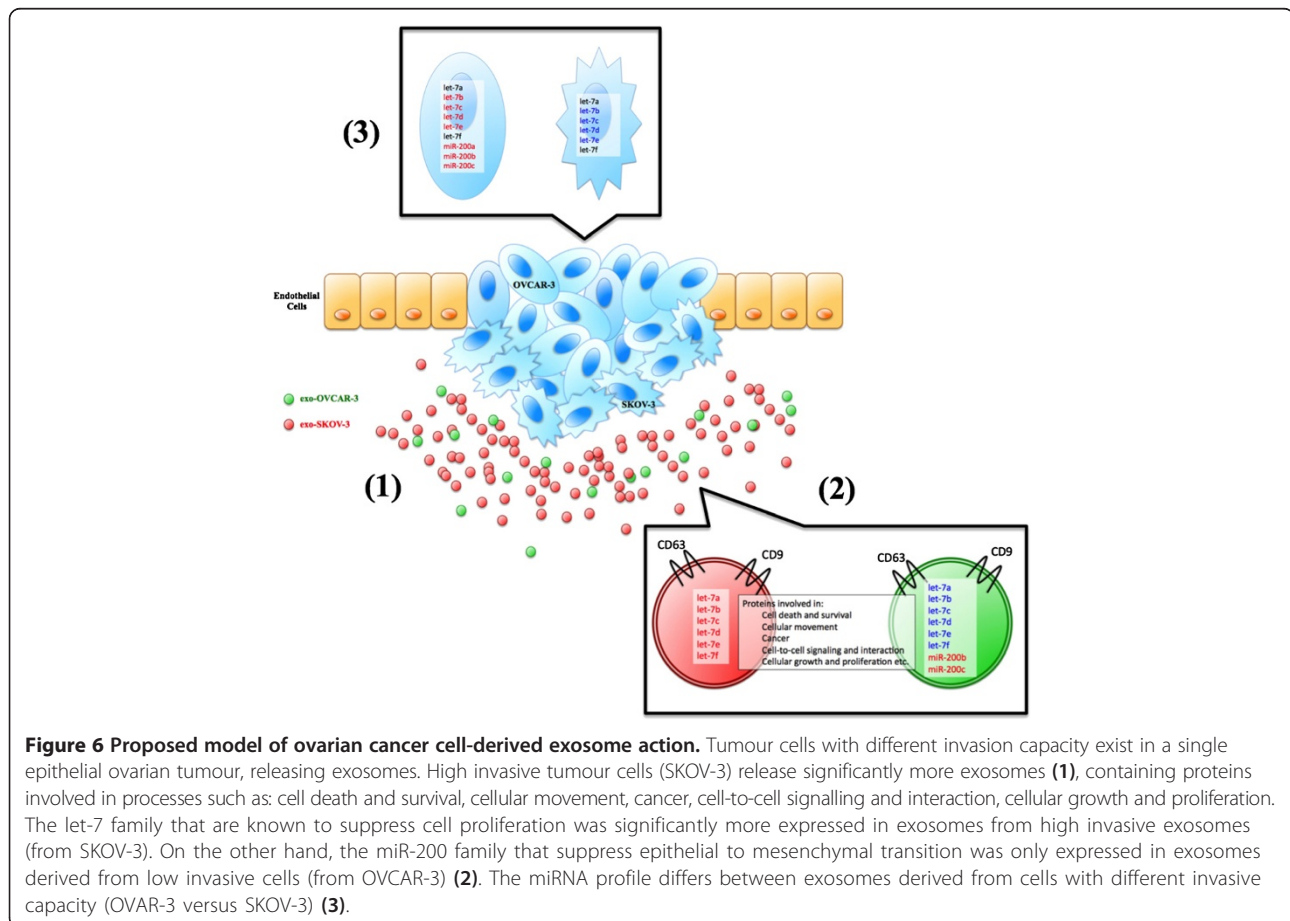 (3)
let-7a
let-7b
let-7c
let-7d
let-7e
let-7f
miR-200a
miR-200b
miR-200c
let-7a
let-7b
let-7c
let-7d
let-7e
let-7f
Endothelial
Cells
OVCAR-3
SKOV-3
exo-OVCAR-3
exo-SKOV-3
(1)
(2)
CD63
CD9
let-7a
let-7b
let-7c
let-7d
let-7e
let-7f
Proteins involved in:
Cell death and survival
Cellular movement
Cancer
Cell-to-cell signaling and interaction
Cellular growth and proliferation etc.
CD63
CD9
let-7a
let-7b
let-7c
let-7d
let-7e
let-7f
miR-200b
miR-200c
Figure 6 Proposed model of ovarian cancer cell-derived exosome action. Tumour cells with different invasion capacity exist in a single
epithelial ovarian tumour, releasing exosomes. High invasive tumour cells (SKOV-3) release significantly more exosomes (1), containing proteins
involved in processes such as: cell death and survival, cellular movement, cancer, cell-to-cell signalling and interaction, cellular growth and proliferation.
The let-7 family that are known to suppress cell proliferation was significantly more expressed in exosomes from high invasive exosomes
(from SKOV-3). On the other hand, the miR-200 family that suppress epithelial to mesenchymal transition was only expressed in exosomes
derived from low invasive cells (from OVCAR-3) (2). The miRNA profile differs between exosomes derived from cells with different invasive
capacity (OVAR-3 versus SKOV-3) (3).